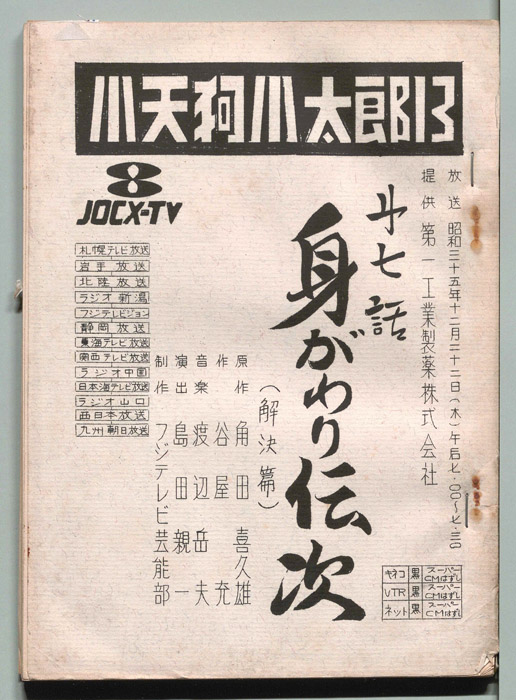 小天狗小太郎13
8
JOCX-TV
放送 昭和三十五年十二月二十二日(木)午后七.00〜七.三0
提供 第一工業製薬株式会社
才七話
身がわり伝次
(解決篇)
原作 角田喜久雄
作 谷屋充
音楽 渡辺岳夫
演出 島田親一
制作 フジテレビ芸能部
札幌テレビ放送
岩手放送
北陸放送
ラジオ新潟
フジテレビジョン
静岡放送
東海テレビ放送
関西テレビ放送
ラジオ中国
日本海テレビ放送
ラジオ山口
西日本放送
九州朝日放送
キネコ 黒 スーパーCMはずし
VTR 黒 スーパーCMはずし
ネット 黒 スーパーCMはずし